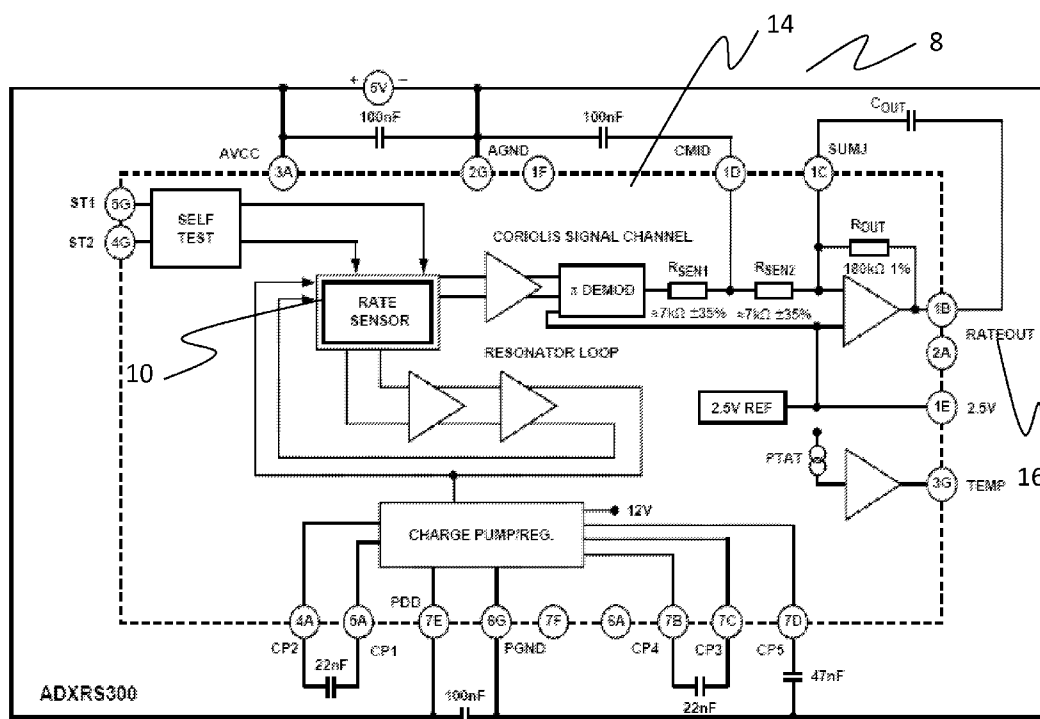 14
8
+ 5V −
100nF
100nF
COUT
AVCC
AGND
CMID
SUMJ
3A
2G
1F
1D
1C
ST1
5G
ST2
4G
SELF
TEST
CORIOLIS SIGNAL CHANNEL
ROUT
180kΩ 1%
RATE
SENSOR
π DEMOD
RSEN1
RSEN2
≈7kΩ ±35%
≈7kΩ ±35%
1B
RATEOUT
2A
10
RESONATOR LOOP
2.5V REF
1E
2.5V
PTAT
3G
TEMP
16
12V
CHARGE PUMP/REG.
PDD
4A
5A
7E
6G
7F
6A
7B
7C
7D
CP2
CP1
PGND
CP4
CP3
CP5
22nF
47nF
100nF
22nF
ADXRS300